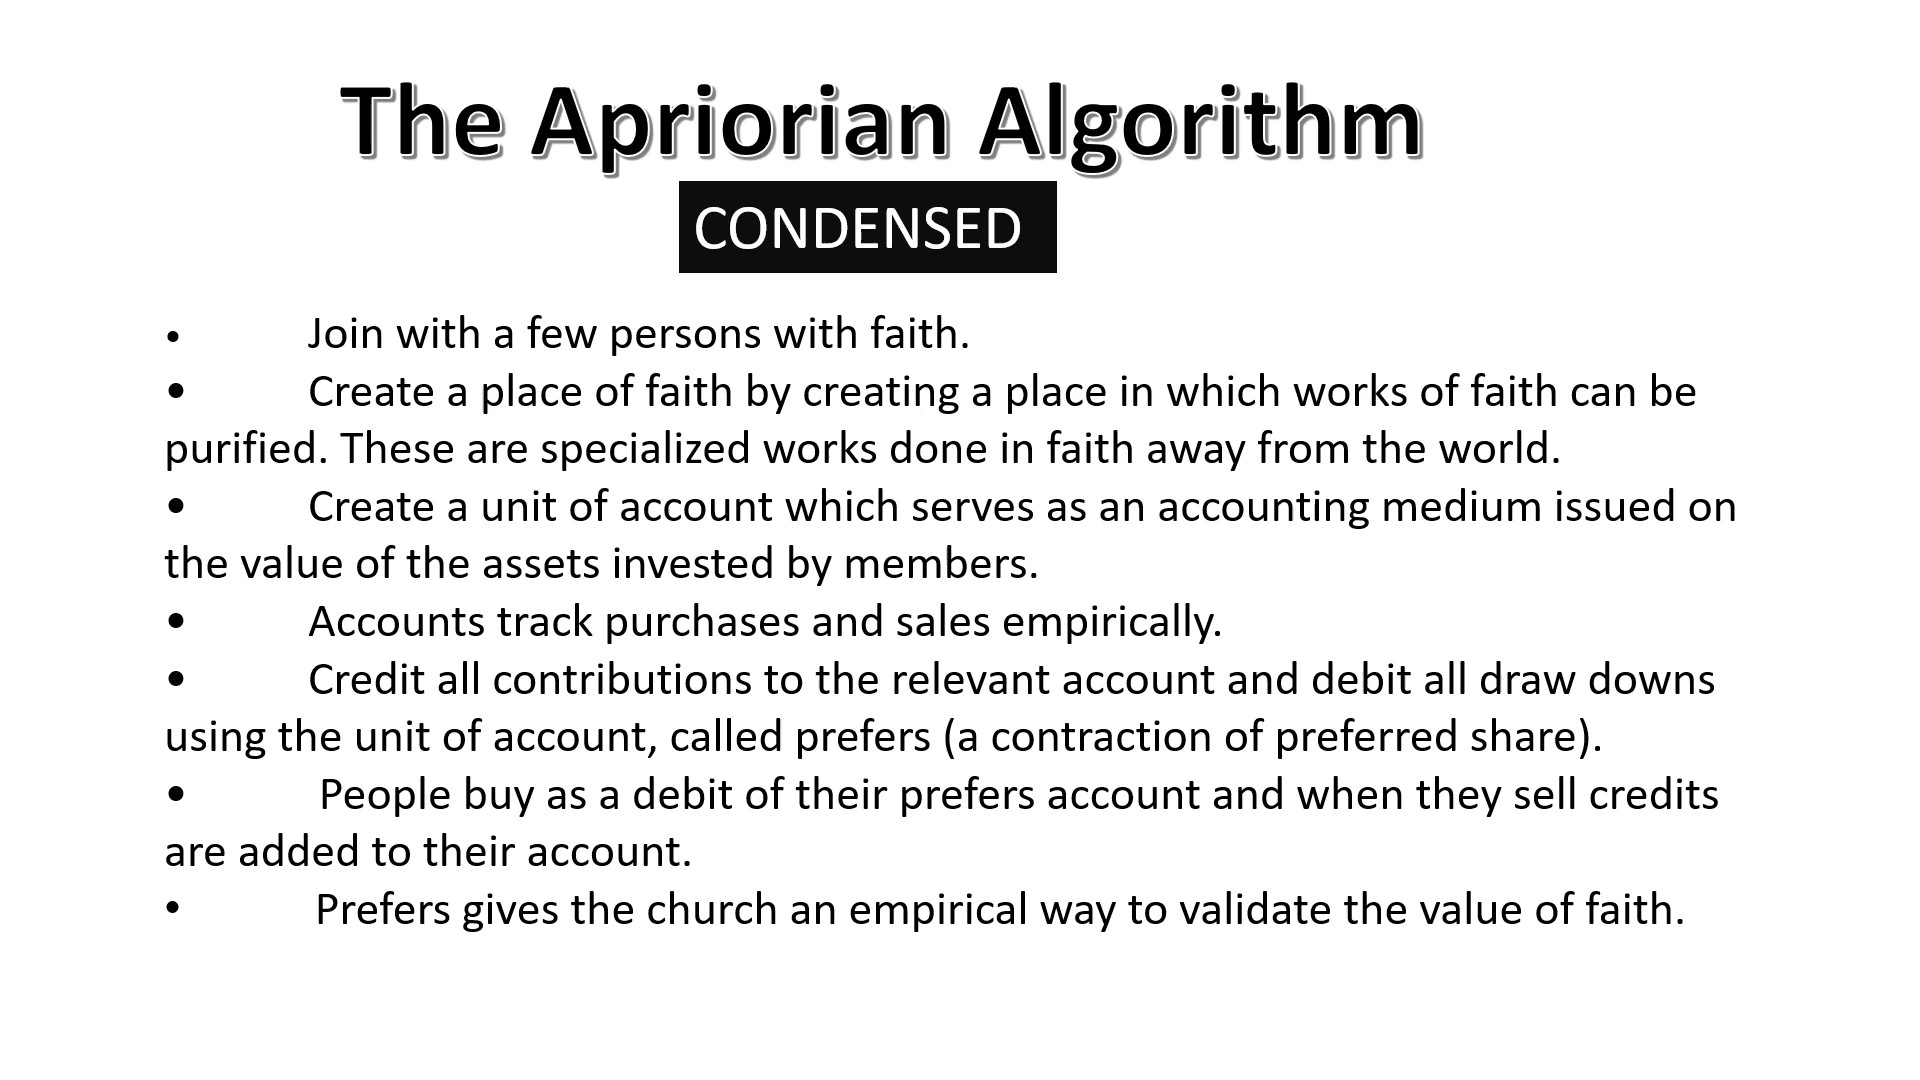 The Apriorian Algorithm
CONDENSED
• Join with a few persons with faith.
• Create a place of faith by creating a place in which works of faith can be
purified. These are specialized works done in faith away from the world.
• Create a unit of account which serves as an accounting medium issued on
the value of the assets invested by members.
• Accounts track purchases and sales empirically.
• Credit all contributions to the relevant account and debit all draw downs
using the unit of account, called prefers (a contraction of preferred share).
• People buy as a debit of their prefers account and when they sell credits
are added to their account.
• Prefers gives the church an empirical way to validate the value of faith.